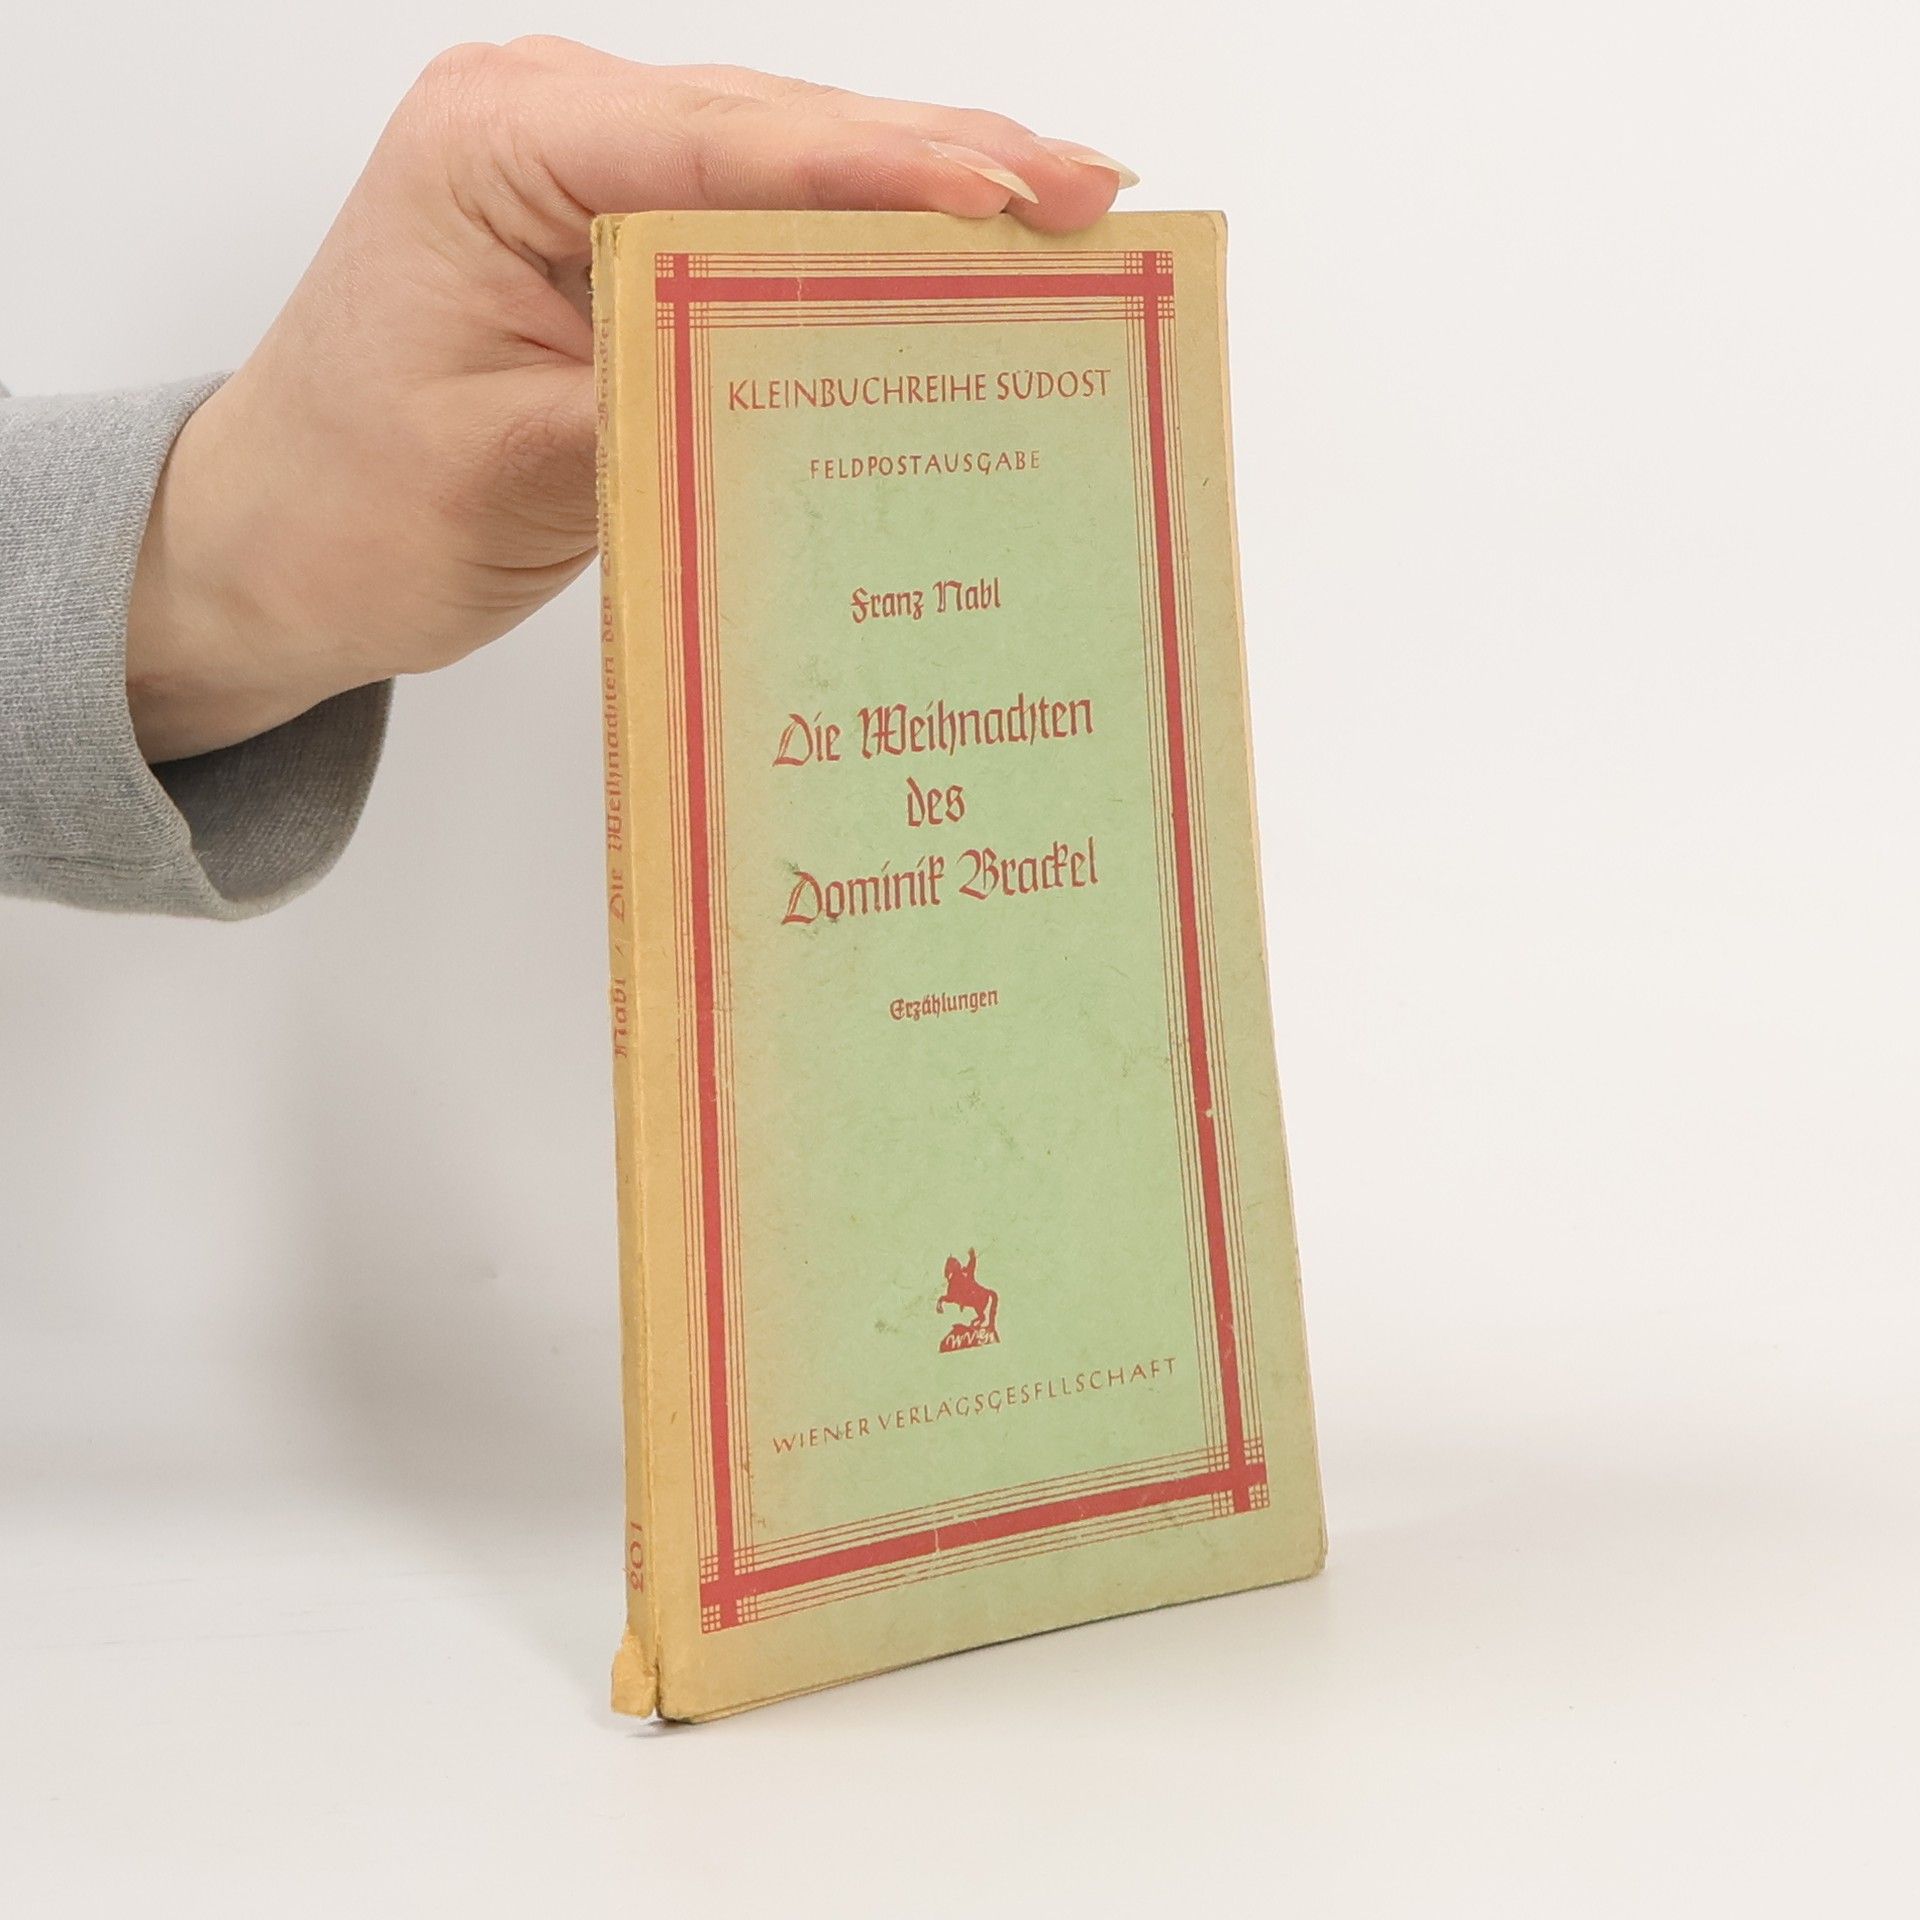 KLEINBUCHREIHE SÜDOST
FELDPOSTAUSGABE
Franz Nabl
Die Weihnachten
des
Dominik Brackel
Erzählungen
WVG
WIENER VERLAGSGESELLSCHAFT
Nabl / Die Weihnachten des Dominik Brackel
201